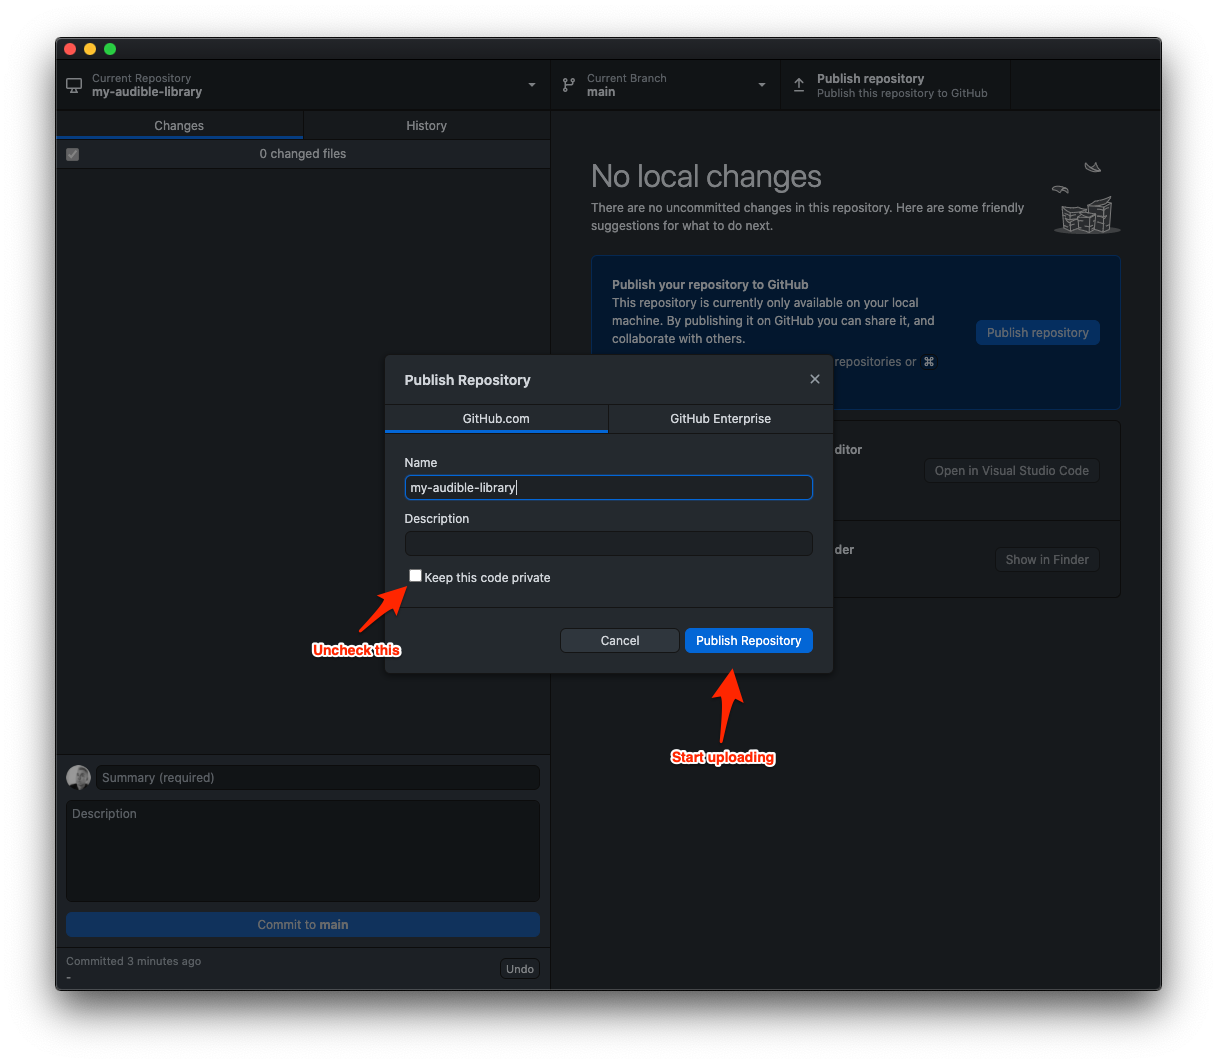 Current Repository
my-audible-library
Current Branch
main
Publish repository
Publish this repository to GitHub
Changes
History
0 changed files
No local changes
There are no uncommitted changes in this repository. Here are some friendly
suggestions for what to do next.
Publish your repository to GitHub
This repository is currently only available on your local
machine. By publishing it on GitHub you can share it, and
collaborate with others.
Publish repository
repositories or ⌘
ditor
Open in Visual Studio Code
der
Show in Finder
Publish Repository
GitHub.com
GitHub Enterprise
Name
my-audible-library
Description
Keep this code private
Cancel
Publish Repository
Uncheck this
Start uploading
Summary (required)
Description
Commit to main
Committed 3 minutes ago
-
Undo